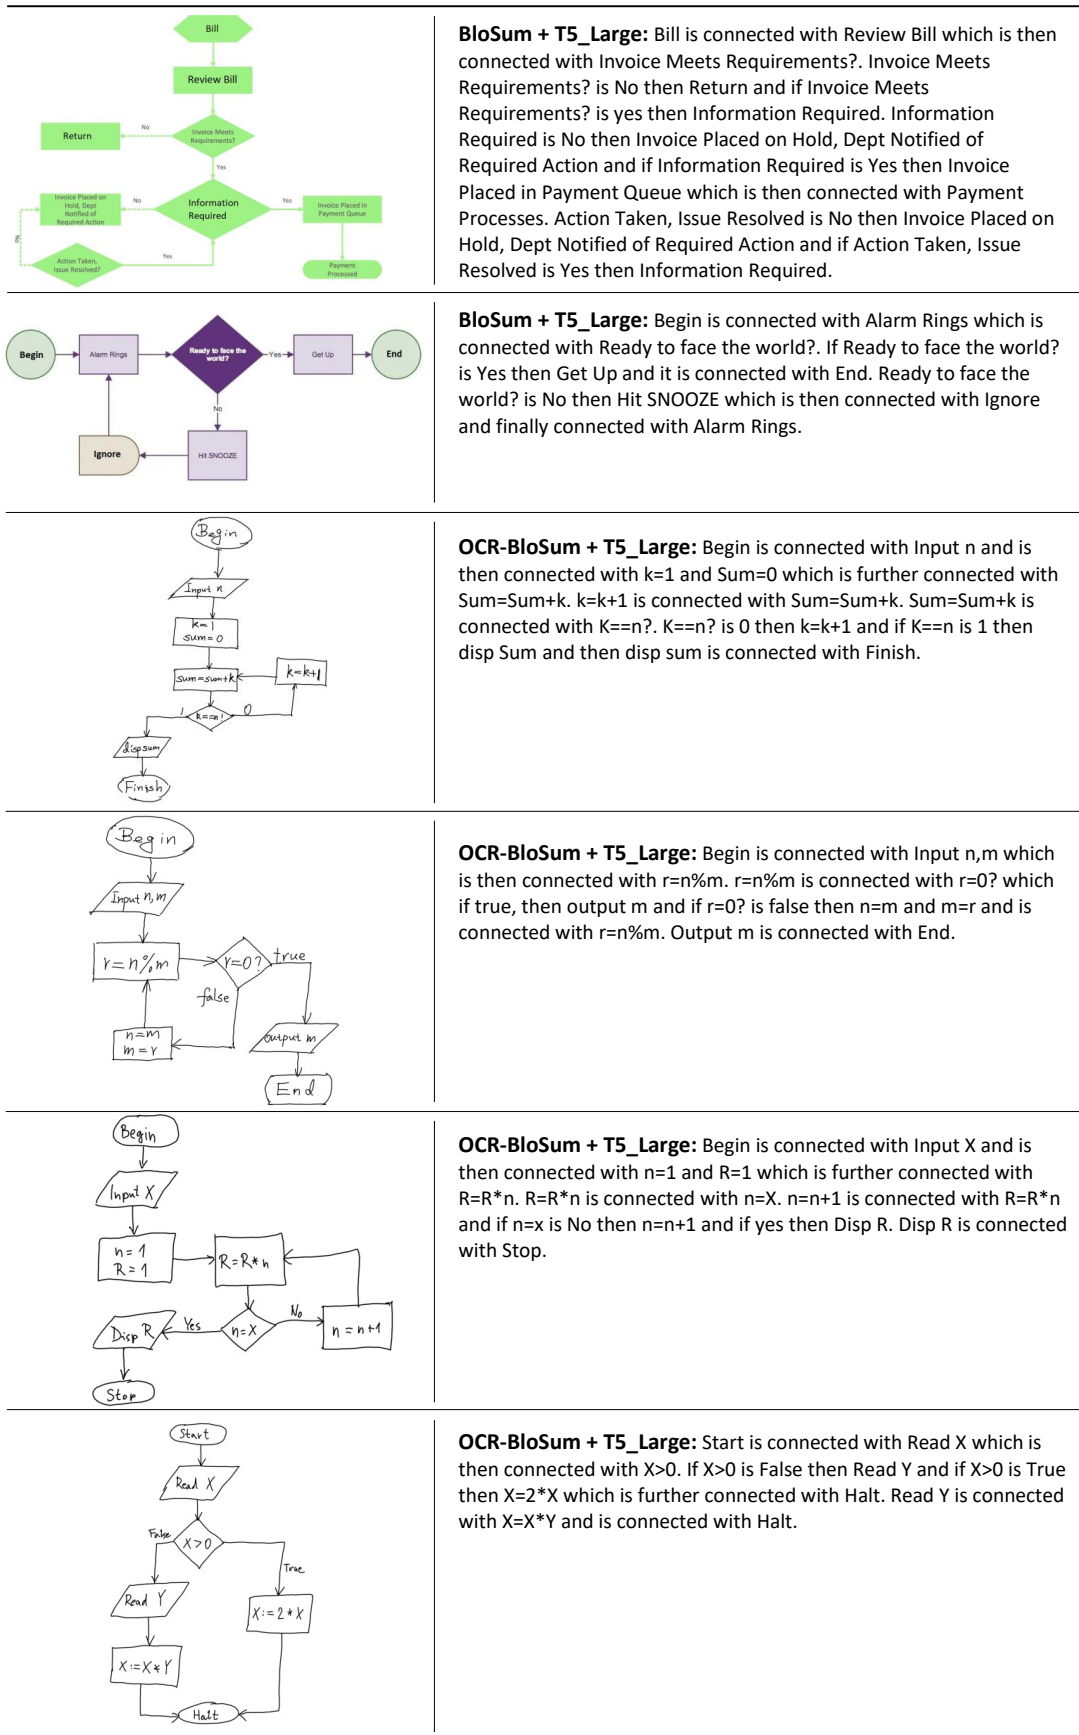 Bill
Review Bill
Invoice Meets
Requirements?
No
Return
Yes
Information
Required
No
Invoice Placed on
Hold, Dept
Notified of
Required Action
Yes
Invoice Placed in
Payment Queue
No
Action Taken,
Issue Resolved?
Yes
Payment
Processed
BloSum + T5_Large: Bill is connected with Review Bill which is then
connected with Invoice Meets Requirements?. Invoice Meets
Requirements? is No then Return and if Invoice Meets
Requirements? is yes then Information Required. Information
Required is No then Invoice Placed on Hold, Dept Notified of
Required Action and if Information Required is Yes then Invoice
Placed in Payment Queue which is then connected with Payment
Processes. Action Taken, Issue Resolved is No then Invoice Placed on
Hold, Dept Notified of Required Action and if Action Taken, Issue
Resolved is Yes then Information Required.
Begin
Alarm Rings
Ready to face the
world?
Yes
Get Up
End
No
Ignore
Hit SNOOZE
BloSum + T5_Large: Begin is connected with Alarm Rings which is
connected with Ready to face the world?. If Ready to face the world?
is Yes then Get Up and it is connected with End. Ready to face the
world? is No then Hit SNOOZE which is then connected with Ignore
and finally connected with Alarm Rings.
Begin
Input n
k=1
sum=0
sum=sum+k
k=k+1
1
k==n?
0
disp sum
Finish
OCR-BloSum + T5_Large: Begin is connected with Input n and is
then connected with k=1 and Sum=0 which is further connected with
Sum=Sum+k. k=k+1 is connected with Sum=Sum+k. Sum=Sum+k is
connected with K==n?. K==n? is 0 then k=k+1 and if K==n is 1 then
disp Sum and then disp sum is connected with Finish.
Begin
Input n,m
r=n%m
r=0?
true
false
n=m
m=r
output m
End
OCR-BloSum + T5_Large: Begin is connected with Input n,m which
is then connected with r=n%m. r=n%m is connected with r=0? which
if true, then output m and if r=0? is false then n=m and m=r and is
connected with r=n%m. Output m is connected with End.
Begin
Input X
n=1
R=1
R=R*n
Disp R
Yes
n=X
No
n=n+1
Stop
OCR-BloSum + T5_Large: Begin is connected with Input X and is
then connected with n=1 and R=1 which is further connected with
R=R*n. R=R*n is connected with n=X. n=n+1 is connected with R=R*n
and if n=x is No then n=n+1 and if yes then Disp R. Disp R is connected
with Stop.
Start
Read X
False
X>0
True
Read Y
X:=2*X
X:=X*Y
Halt
OCR-BloSum + T5_Large: Start is connected with Read X which is
then connected with X>0. If X>0 is False then Read Y and if X>0 is True
then X=2*X which is further connected with Halt. Read Y is connected
with X=X*Y and is connected with Halt.